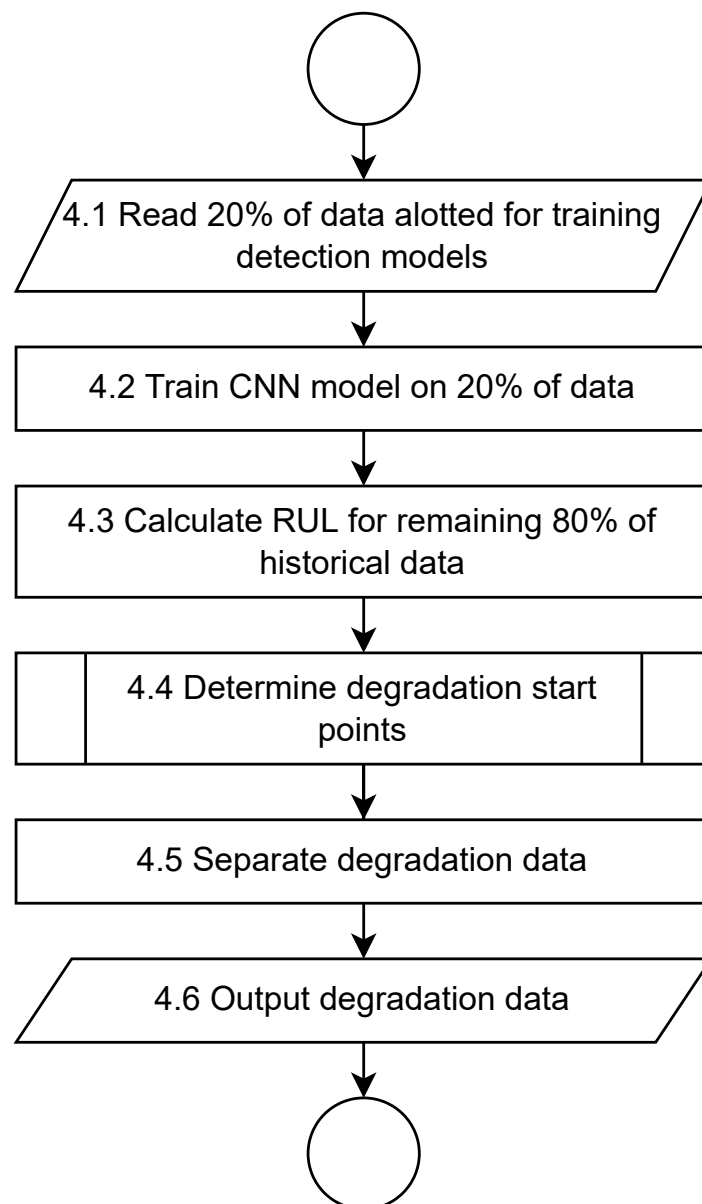 4.1 Read 20% of data alotted for training
detection models
4.2 Train CNN model on 20% of data
4.3 Calculate RUL for remaining 80% of
historical data
4.4 Determine degradation start
points
4.5 Separate degradation data
4.6 Output degradation data